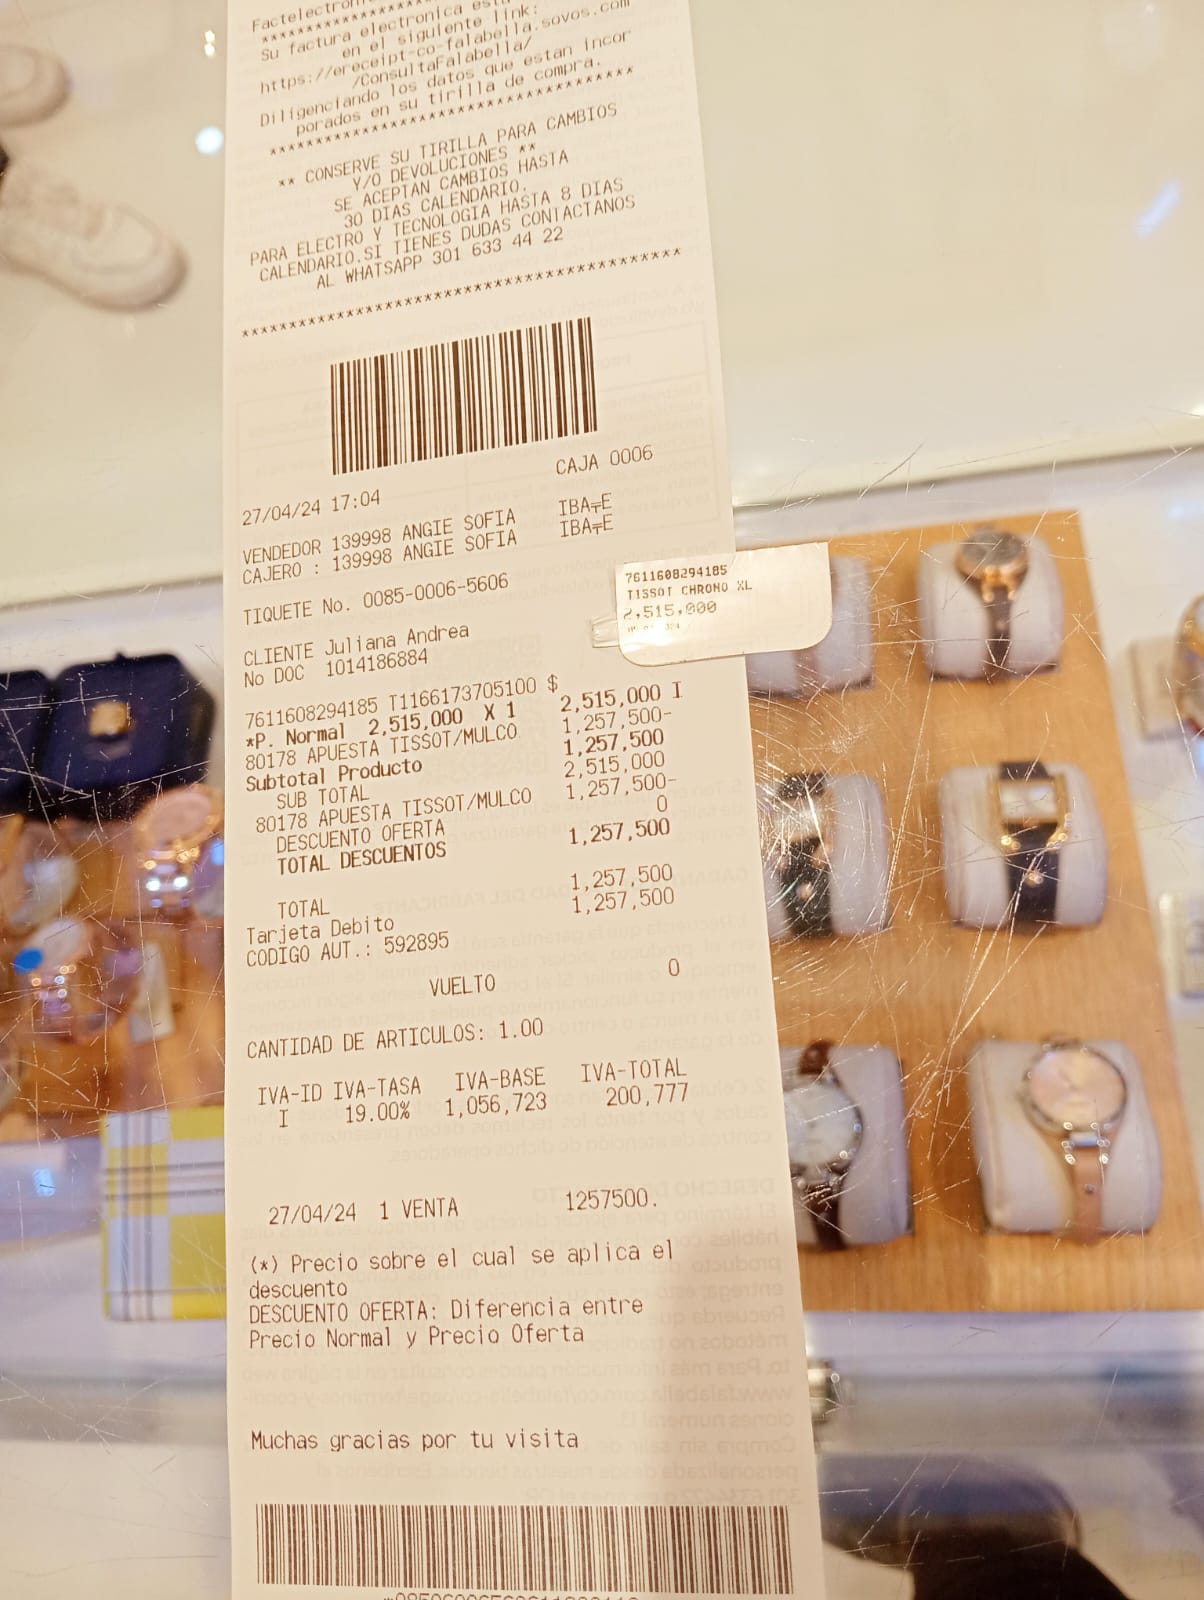 Factelectronica
****************************************
Su factura electronica esta
en el siguiente link:
https://ereceipt-co-falabella.sovos.com
/ConsultaFalabella/
Diligenciando los datos que estan incor
porados en su tirilla de compra.
****************************************
** CONSERVE SU TIRILLA PARA CAMBIOS
Y/O DEVOLUCIONES **
SE ACEPTAN CAMBIOS HASTA
30 DIAS CALENDARIO.
PARA ELECTRO Y TECNOLOGIA HASTA 8 DIAS
CALENDARIO.SI TIENES DUDAS CONTACTANOS
AL WHATSAPP 301 633 44 22
****************************************
CAJA 0006
27/04/24 17:04
VENDEDOR 139998 ANGIE SOFIA IBA╤E
CAJERO : 139998 ANGIE SOFIA IBA╤E
TIQUETE No. 0085-0006-5606
7611608294185
TISSOT CHRONO XL
2,515,000
CLIENTE Juliana Andrea
No DOC 1014186884
7611608294185 T1166173705100 $
*P. Normal 2,515,000 X 1 2,515,000 I
80178 APUESTA TISSOT/MULCO 1,257,500-
Subtotal Producto 1,257,500
SUB TOTAL 2,515,000
80178 APUESTA TISSOT/MULCO 1,257,500-
DESCUENTO OFERTA 0
TOTAL DESCUENTOS 1,257,500
TOTAL 1,257,500
Tarjeta Debito 1,257,500
CODIGO AUT.: 592895
VUELTO 0
CANTIDAD DE ARTICULOS: 1.00
IVA-ID IVA-TASA IVA-BASE IVA-TOTAL
I 19.00% 1,056,723 200,777
27/04/24 1 VENTA 1257500.
(*) Precio sobre el cual se aplica el
descuento
DESCUENTO OFERTA: Diferencia entre
Precio Normal y Precio Oferta
Muchas gracias por tu visita